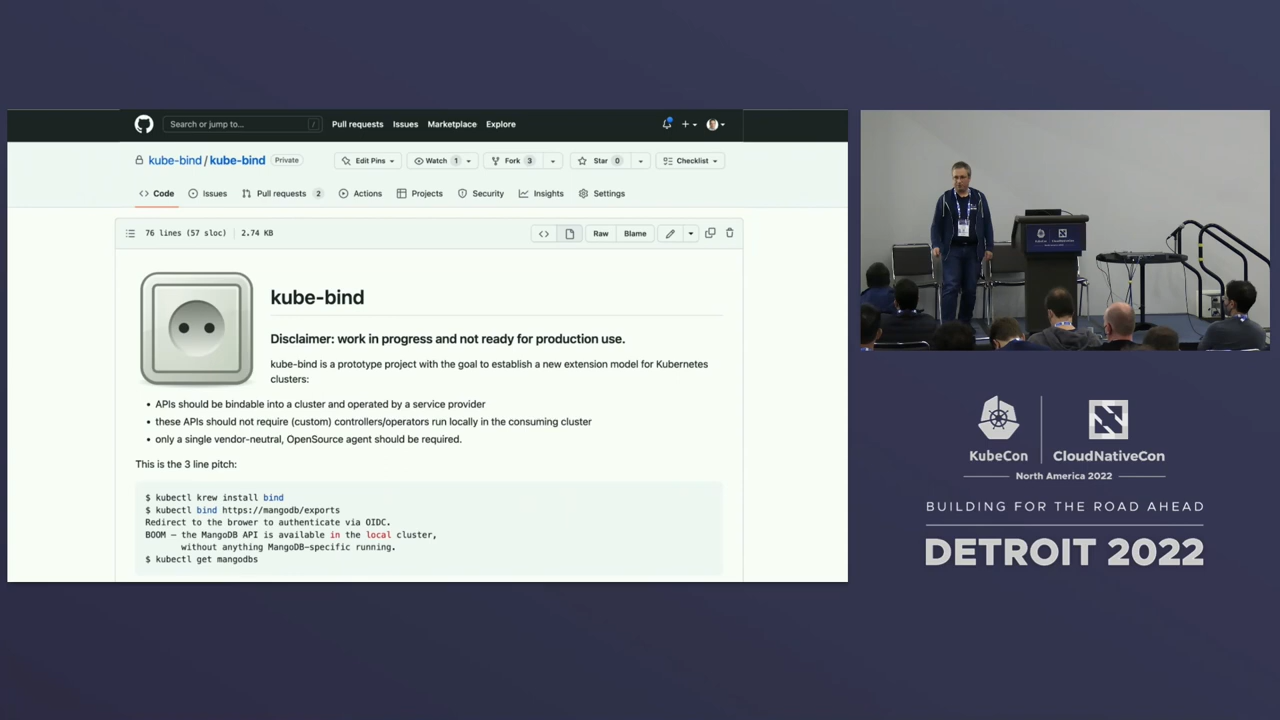 Search or jump to...
/
Pull requests
Issues
Marketplace
Explore
kube-bind / kube-bind
Private
Edit Pins
Watch 1
Fork 3
Star 0
Checklist
Code
Issues
Pull requests 2
Actions
Projects
Security
Insights
Settings
76 lines (57 sloc) 2.74 KB
Raw
Blame
kube-bind
Disclaimer: work in progress and not ready for production use.
kube-bind is a prototype project with the goal to establish a new extension model for Kubernetes
clusters:
• APIs should be bindable into a cluster and operated by a service provider
• these APIs should not require (custom) controllers/operators run locally in the consuming cluster
• only a single vendor-neutral, OpenSource agent should be required.
This is the 3 line pitch:
$ kubectl krew install bind
$ kubectl bind https://mangodb/exports
Redirect to the brower to authenticate via OIDC.
BOOM – the MangoDB API is available in the local cluster,
without anything MangoDB-specific running.
$ kubectl get mangodbs
KubeCon
CloudNativeCon
North America 2022
BUILDING FOR THE ROAD AHEAD
DETROIT 2022